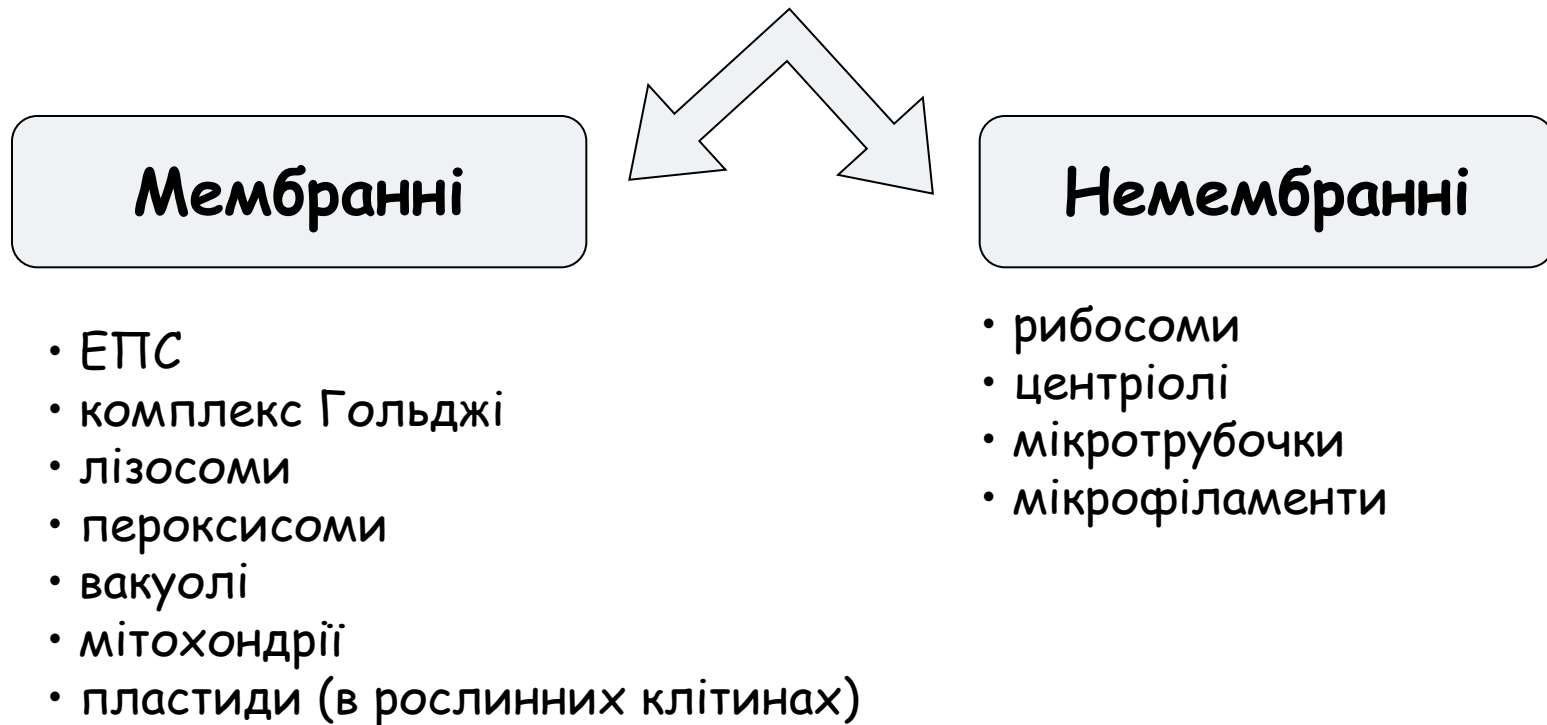 Мембранні
• ЕПС
• комплекс Гольджі
• лізосоми
• пероксисоми
• вакуолі
• мітохондрії
• пластиди (в рослинних клітинах)
Немембранні
• рибосоми
• центріолі
• мікротрубочки
• мікрофіламенти